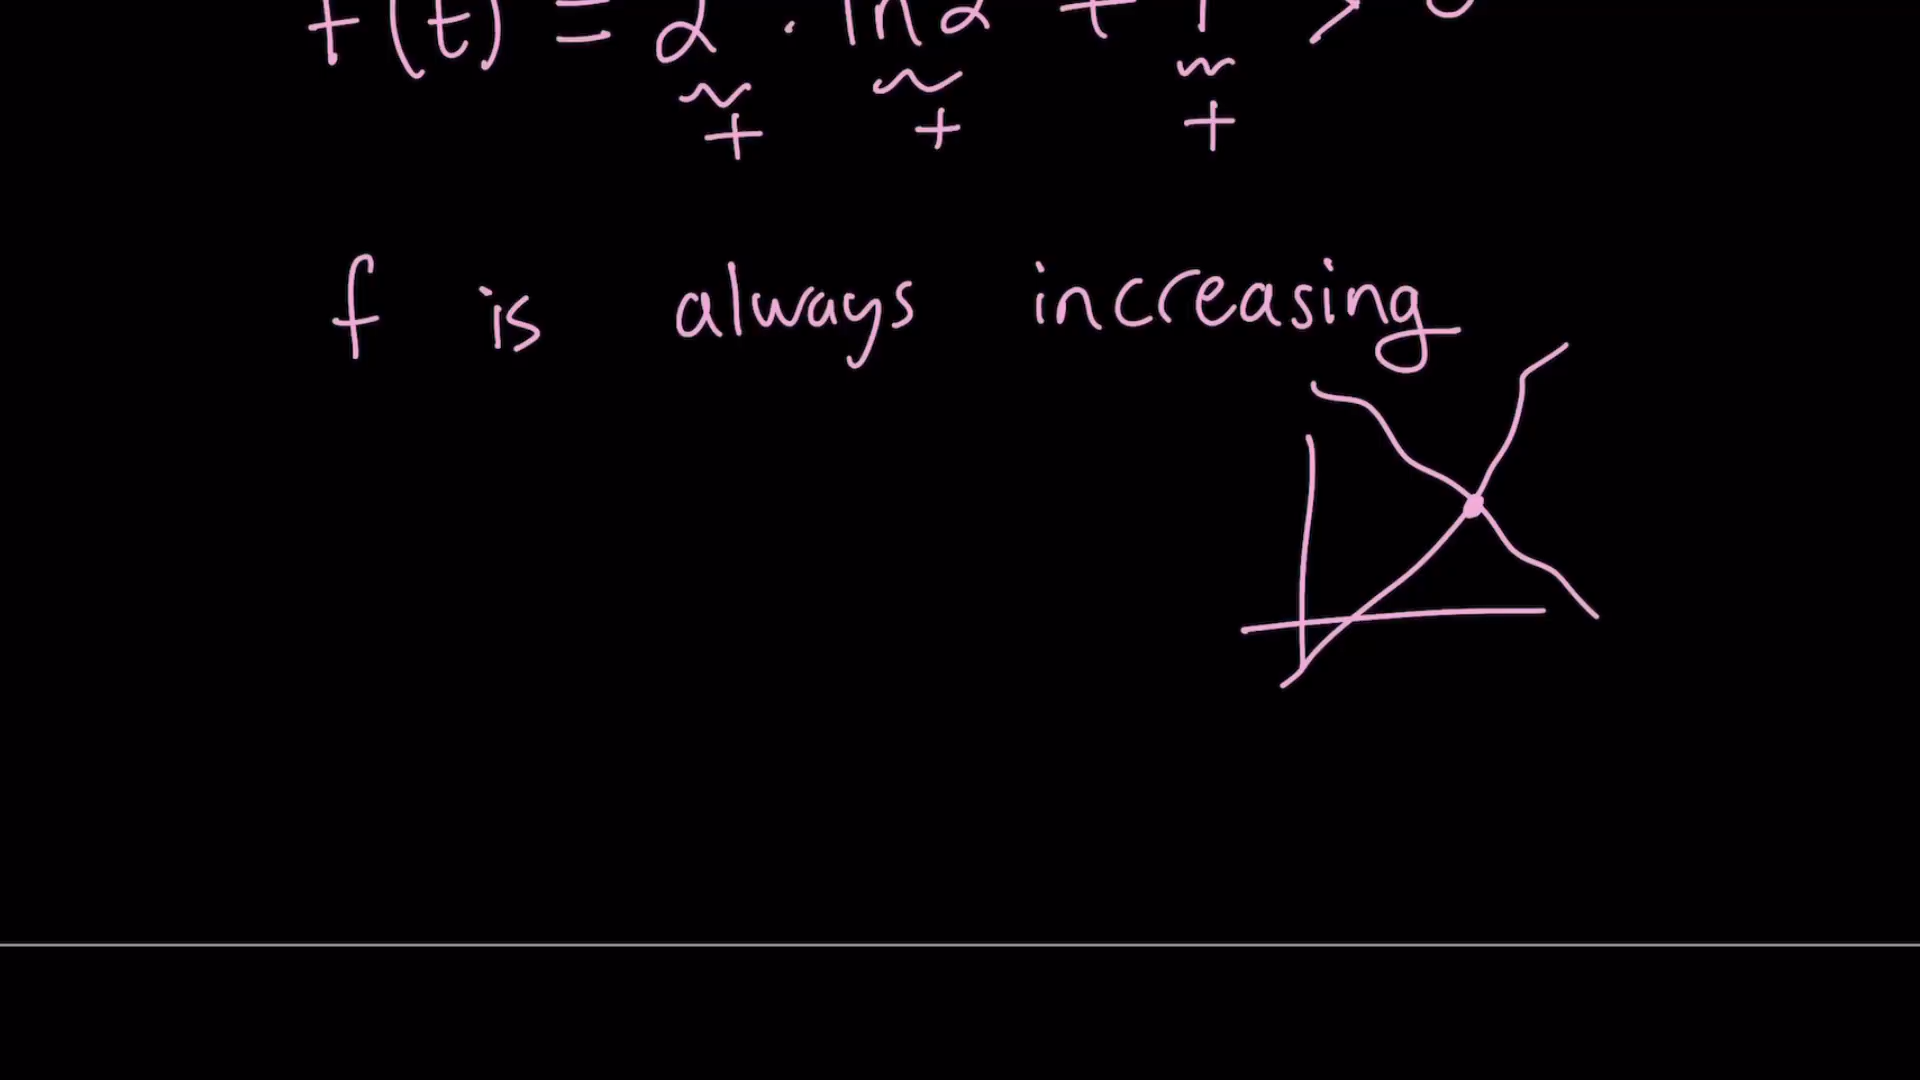 f(t) = 2 · ln2 + 1 > 0
+ + +
f is always increasing